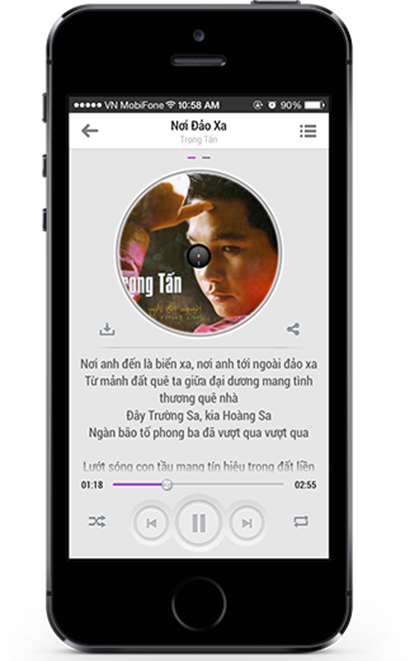 VN MobiFone 10:58 AM 90%
Nơi Đảo Xa
Trọng Tấn
rọng Tấn
Nơi anh đến là biển xa, nơi anh tới ngoài đảo xa
Từ mảnh đất quê ta giữa đại dương mang tình
thương quê nhà
Đây Trường Sa, kia Hoàng Sa
Ngàn bão tố phong ba đã vượt qua vượt qua
Lướt sóng con tầu mang tín hiệu trong đất liền
01:18 02:55